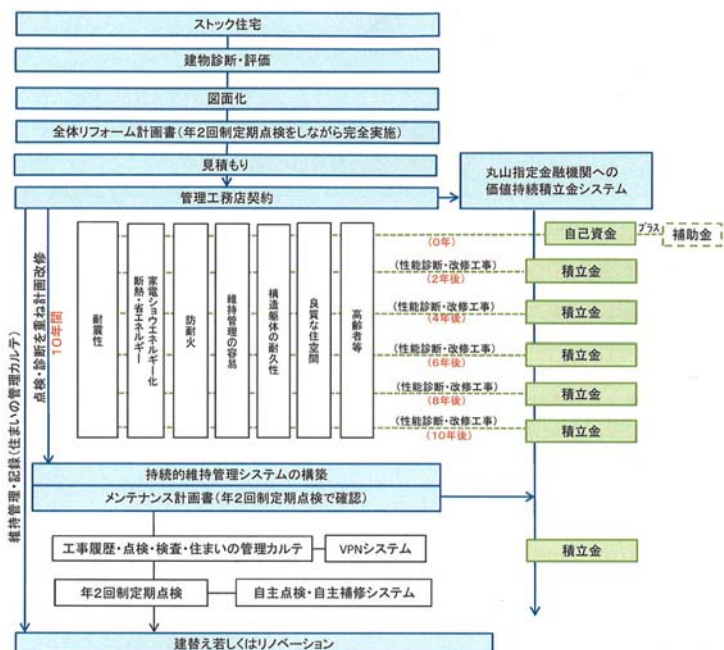 ストック住宅
建物診断・評価
図面化
全体リフォーム計画書(年2回制定期点検をしながら完全実施)
見積もり
管理工務店契約
丸山指定金融機関への
価値持続積立金システム
維持管理・記録(住まいの管理カルテ)
点検・診断を重ね計画改修
10年間
耐震性
家電ショウエネルギー化
断熱・省エネルギー
防耐火
維持管理の容易
構造躯体の耐久性
良質な住空間
高齢者等
(0年)
自己資金
プラス
補助金
(性能診断・改修工事)
(2年後)
積立金
(性能診断・改修工事)
(4年後)
積立金
(性能診断・改修工事)
(6年後)
積立金
(性能診断・改修工事)
(8年後)
積立金
(性能診断・改修工事)
(10年後)
積立金
持続的維持管理システムの構築
メンテナンス計画書(年2回制定期点検で確認)
工事履歴・点検・検査・住まいの管理カルテ
VPNシステム
積立金
年2回制定期点検
自主点検・自主補修システム
建替え若しくはリノベーション